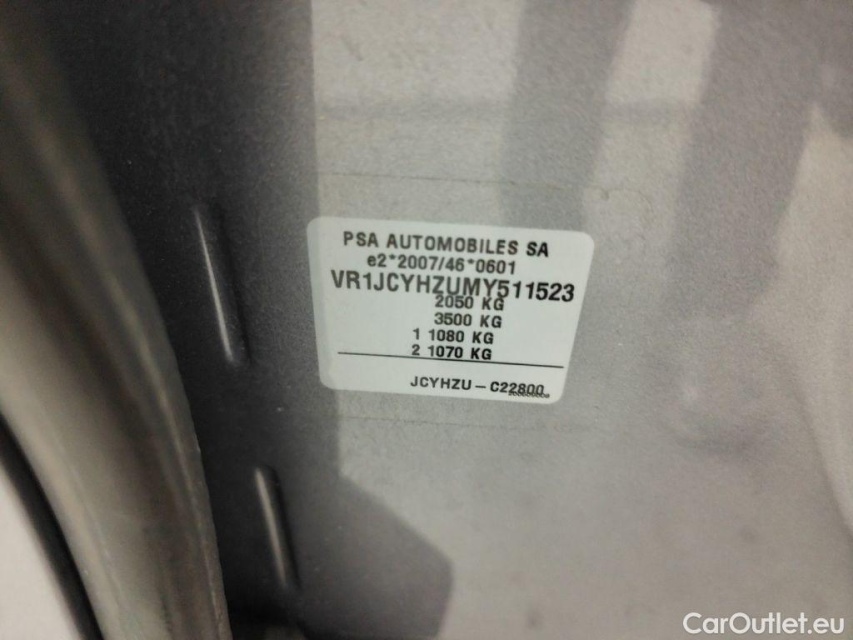 PSA AUTOMOBILES SA
e2*2007/46*0601
VR1JCYHZUMY511523
2050 KG
3500 KG
1 1080 KG
2 1070 KG
JCYHZU – C22800
CarOutlet.eu